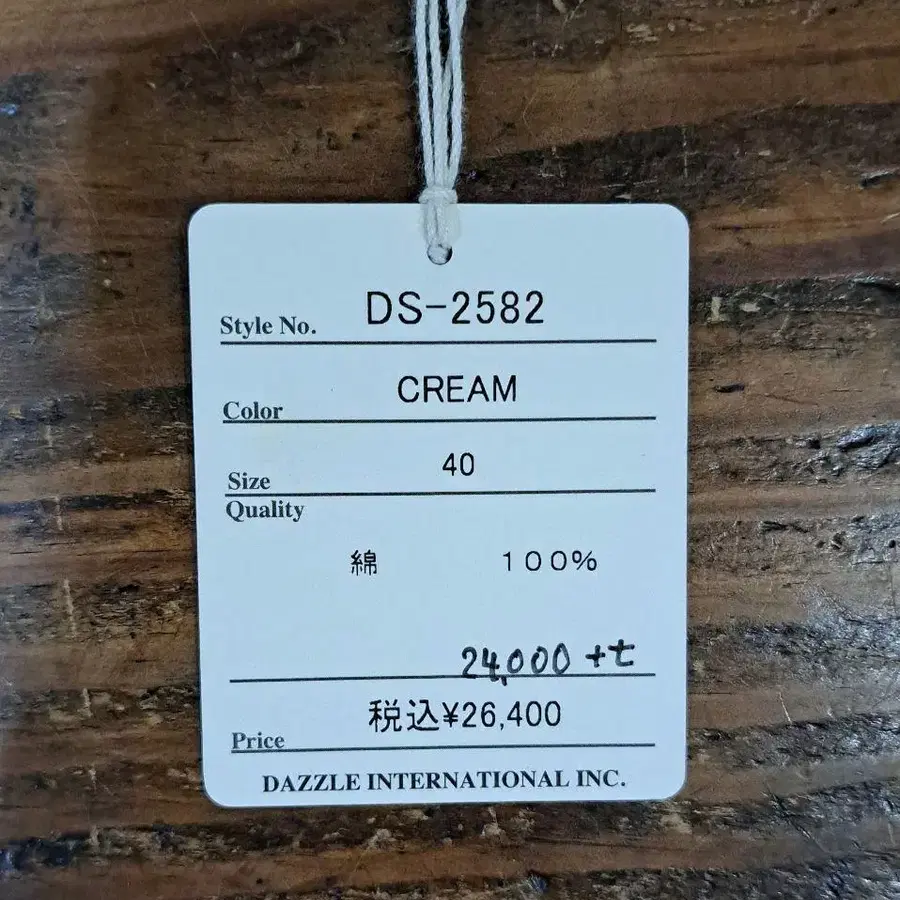 Style No. DS-2582
Color CREAM
Size 40
Quality
綿 100%
24,000 +t
Price 税込¥26,400
DAZZLE INTERNATIONAL INC.